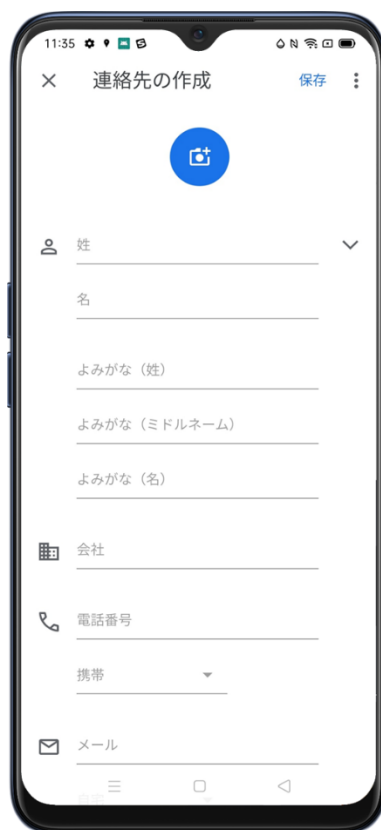 11:35
連絡先の作成
保存
姓
名
よみがな（姓）
よみがな（ミドルネーム）
よみがな（名）
会社
電話番号
携帯
メール
自宅